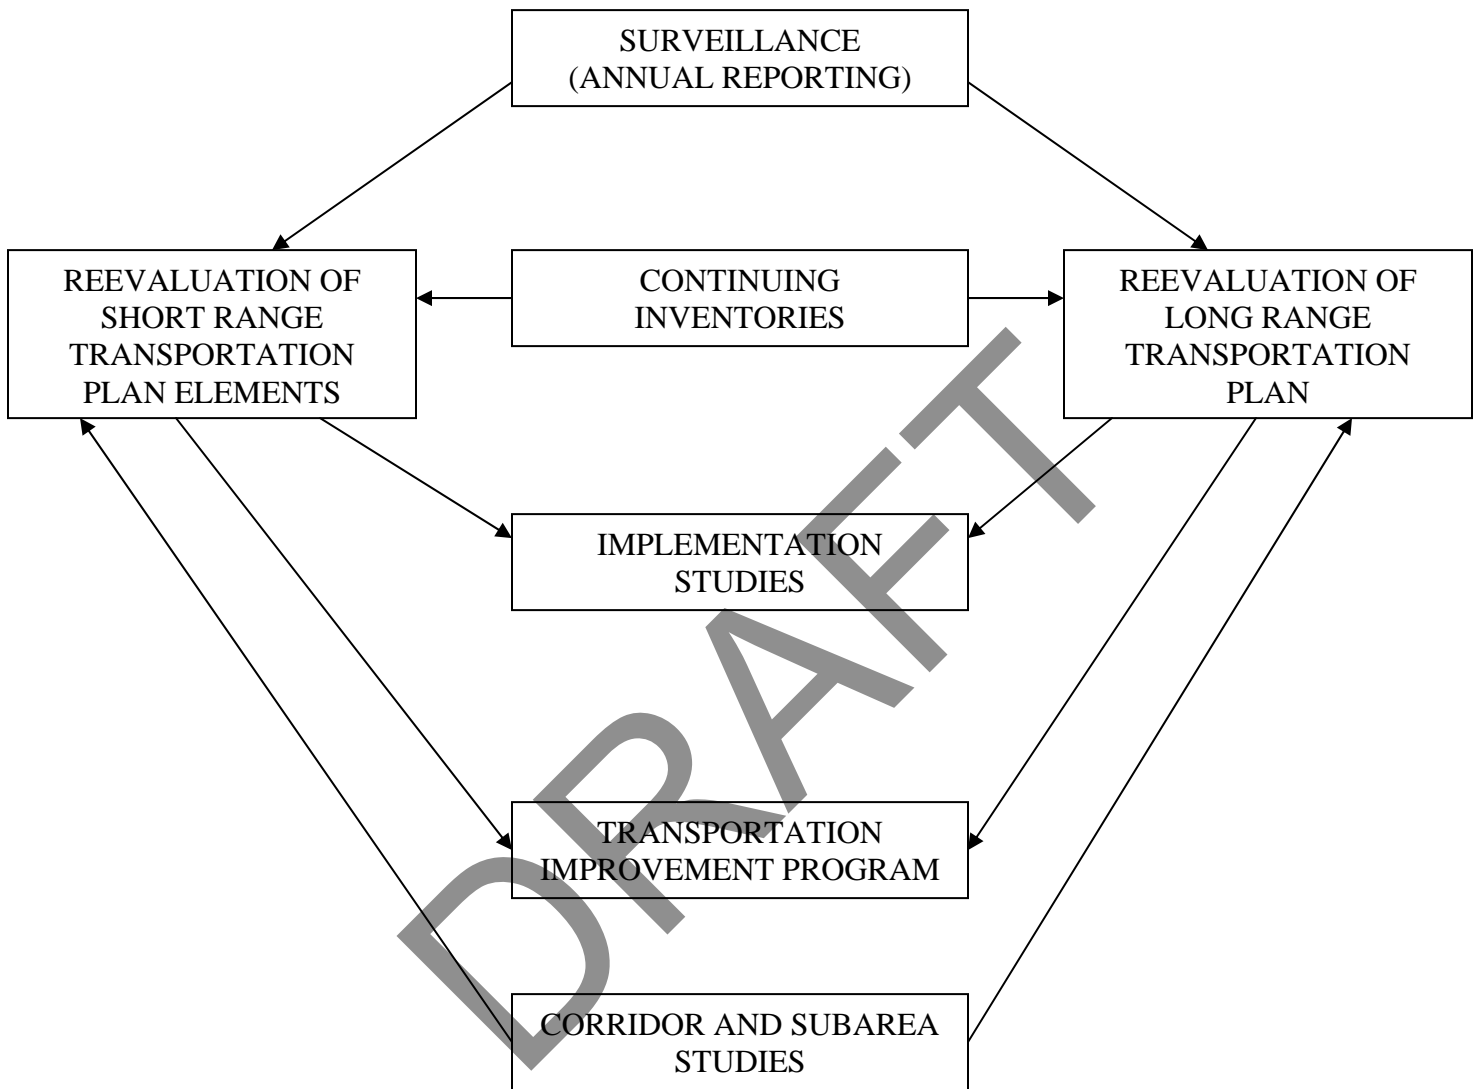 SURVEILLANCE
(ANNUAL REPORTING)
REEVALUATION OF
SHORT RANGE
TRANSPORTATION
PLAN ELEMENTS
CONTINUING
INVENTORIES
REEVALUATION OF
LONG RANGE
TRANSPORTATION
PLAN
IMPLEMENTATION
STUDIES
TRANSPORTATION
IMPROVEMENT PROGRAM
CORRIDOR AND SUBAREA
STUDIES
DRAFT